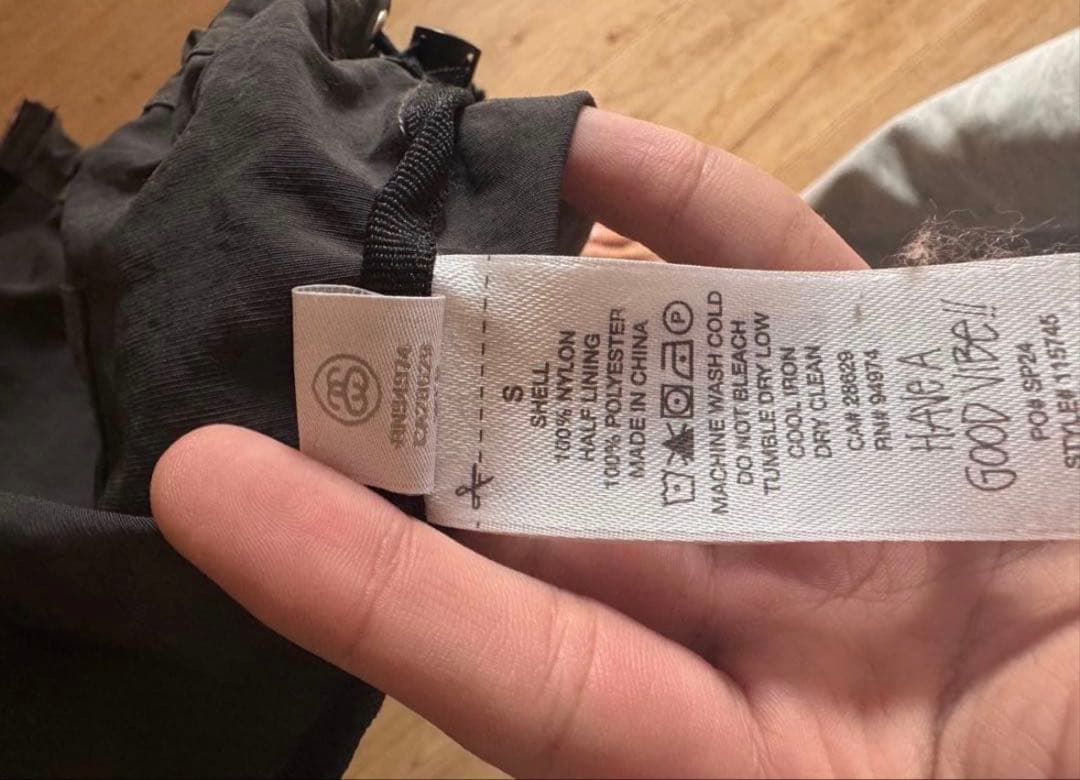 S
SHELL
100% NYLON
HALF LINING
100% POLYESTER
MADE IN CHINA
P
MACHINE WASH COLD
DO NOT BLEACH
TUMBLE DRY LOW
COOL IRON
DRY CLEAN
CA# 28629
RN# 94974
HAVE A
GOOD VIBE!!
PO# SP24
STYLE# 115745